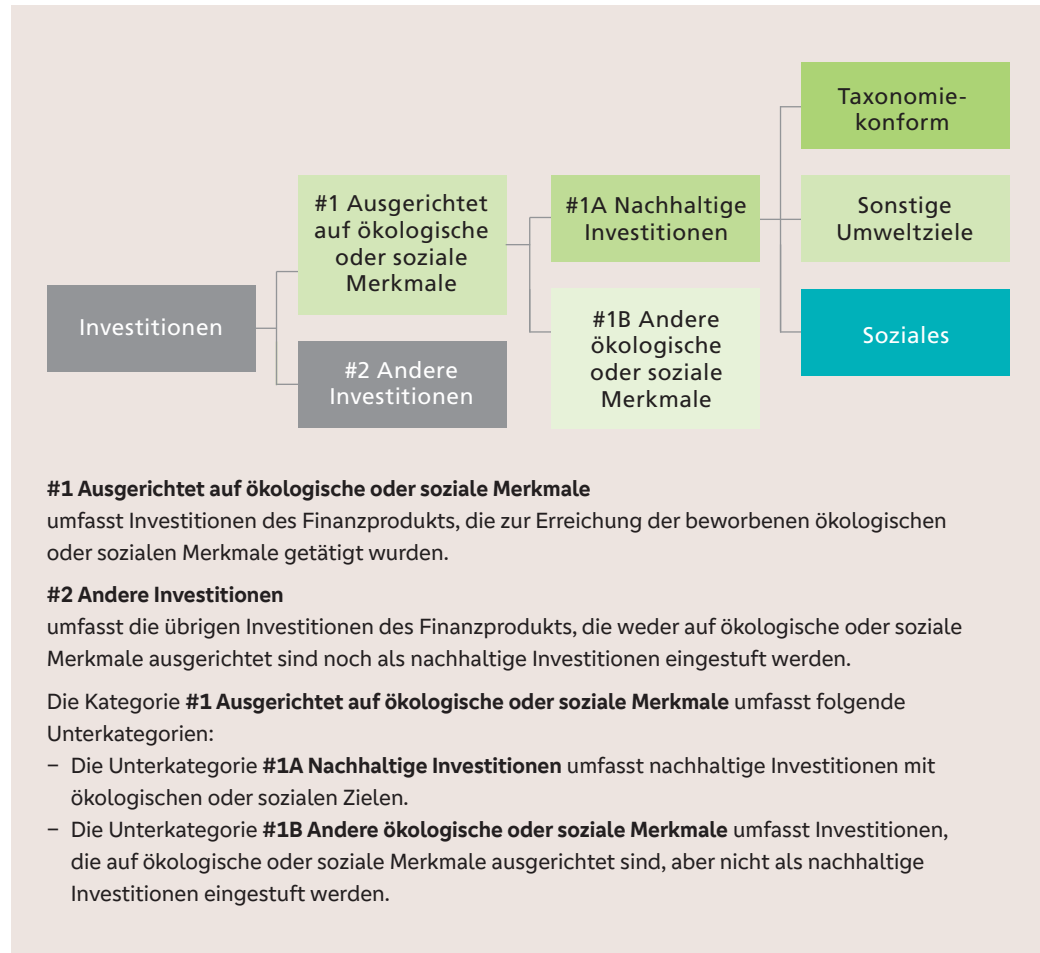 Taxonomie-
konform
#1 Ausgerichtet
auf ökologische
oder soziale
Merkmale
#1A Nachhaltige
Investitionen
Sonstige
Umweltziele
Investitionen
#2 Andere
Investitionen
#1B Andere
ökologische
oder soziale
Merkmale
Soziales
#1 Ausgerichtet auf ökologische oder soziale Merkmale
umfasst Investitionen des Finanzprodukts, die zur Erreichung der beworbenen ökologischen
oder sozialen Merkmale getätigt wurden.
#2 Andere Investitionen
umfasst die übrigen Investitionen des Finanzprodukts, die weder auf ökologische oder soziale
Merkmale ausgerichtet sind noch als nachhaltige Investitionen eingestuft werden.
Die Kategorie #1 Ausgerichtet auf ökologische oder soziale Merkmale umfasst folgende
Unterkategorien:
– Die Unterkategorie #1A Nachhaltige Investitionen umfasst nachhaltige Investitionen mit
ökologischen oder sozialen Zielen.
– Die Unterkategorie #1B Andere ökologische oder soziale Merkmale umfasst Investitionen,
die auf ökologische oder soziale Merkmale ausgerichtet sind, aber nicht als nachhaltige
Investitionen eingestuft werden.